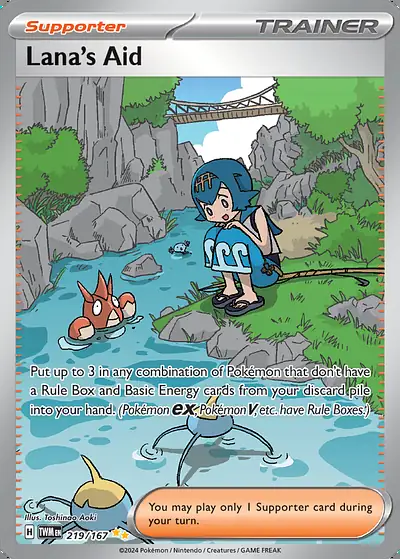 Supporter
TRAINER
Lana's Aid
Put up to 3 in any combination of Pokémon that don't have
a Rule Box and Basic Energy cards from your discard pile
into your hand. (Pokémon ex, Pokémon V, etc. have Rule Boxes.)
Illus. Toshinao Aoki
H TWM EN 219/167
You may play only 1 Supporter card during
your turn.
©2024 Pokémon / Nintendo / Creatures / GAME FREAK